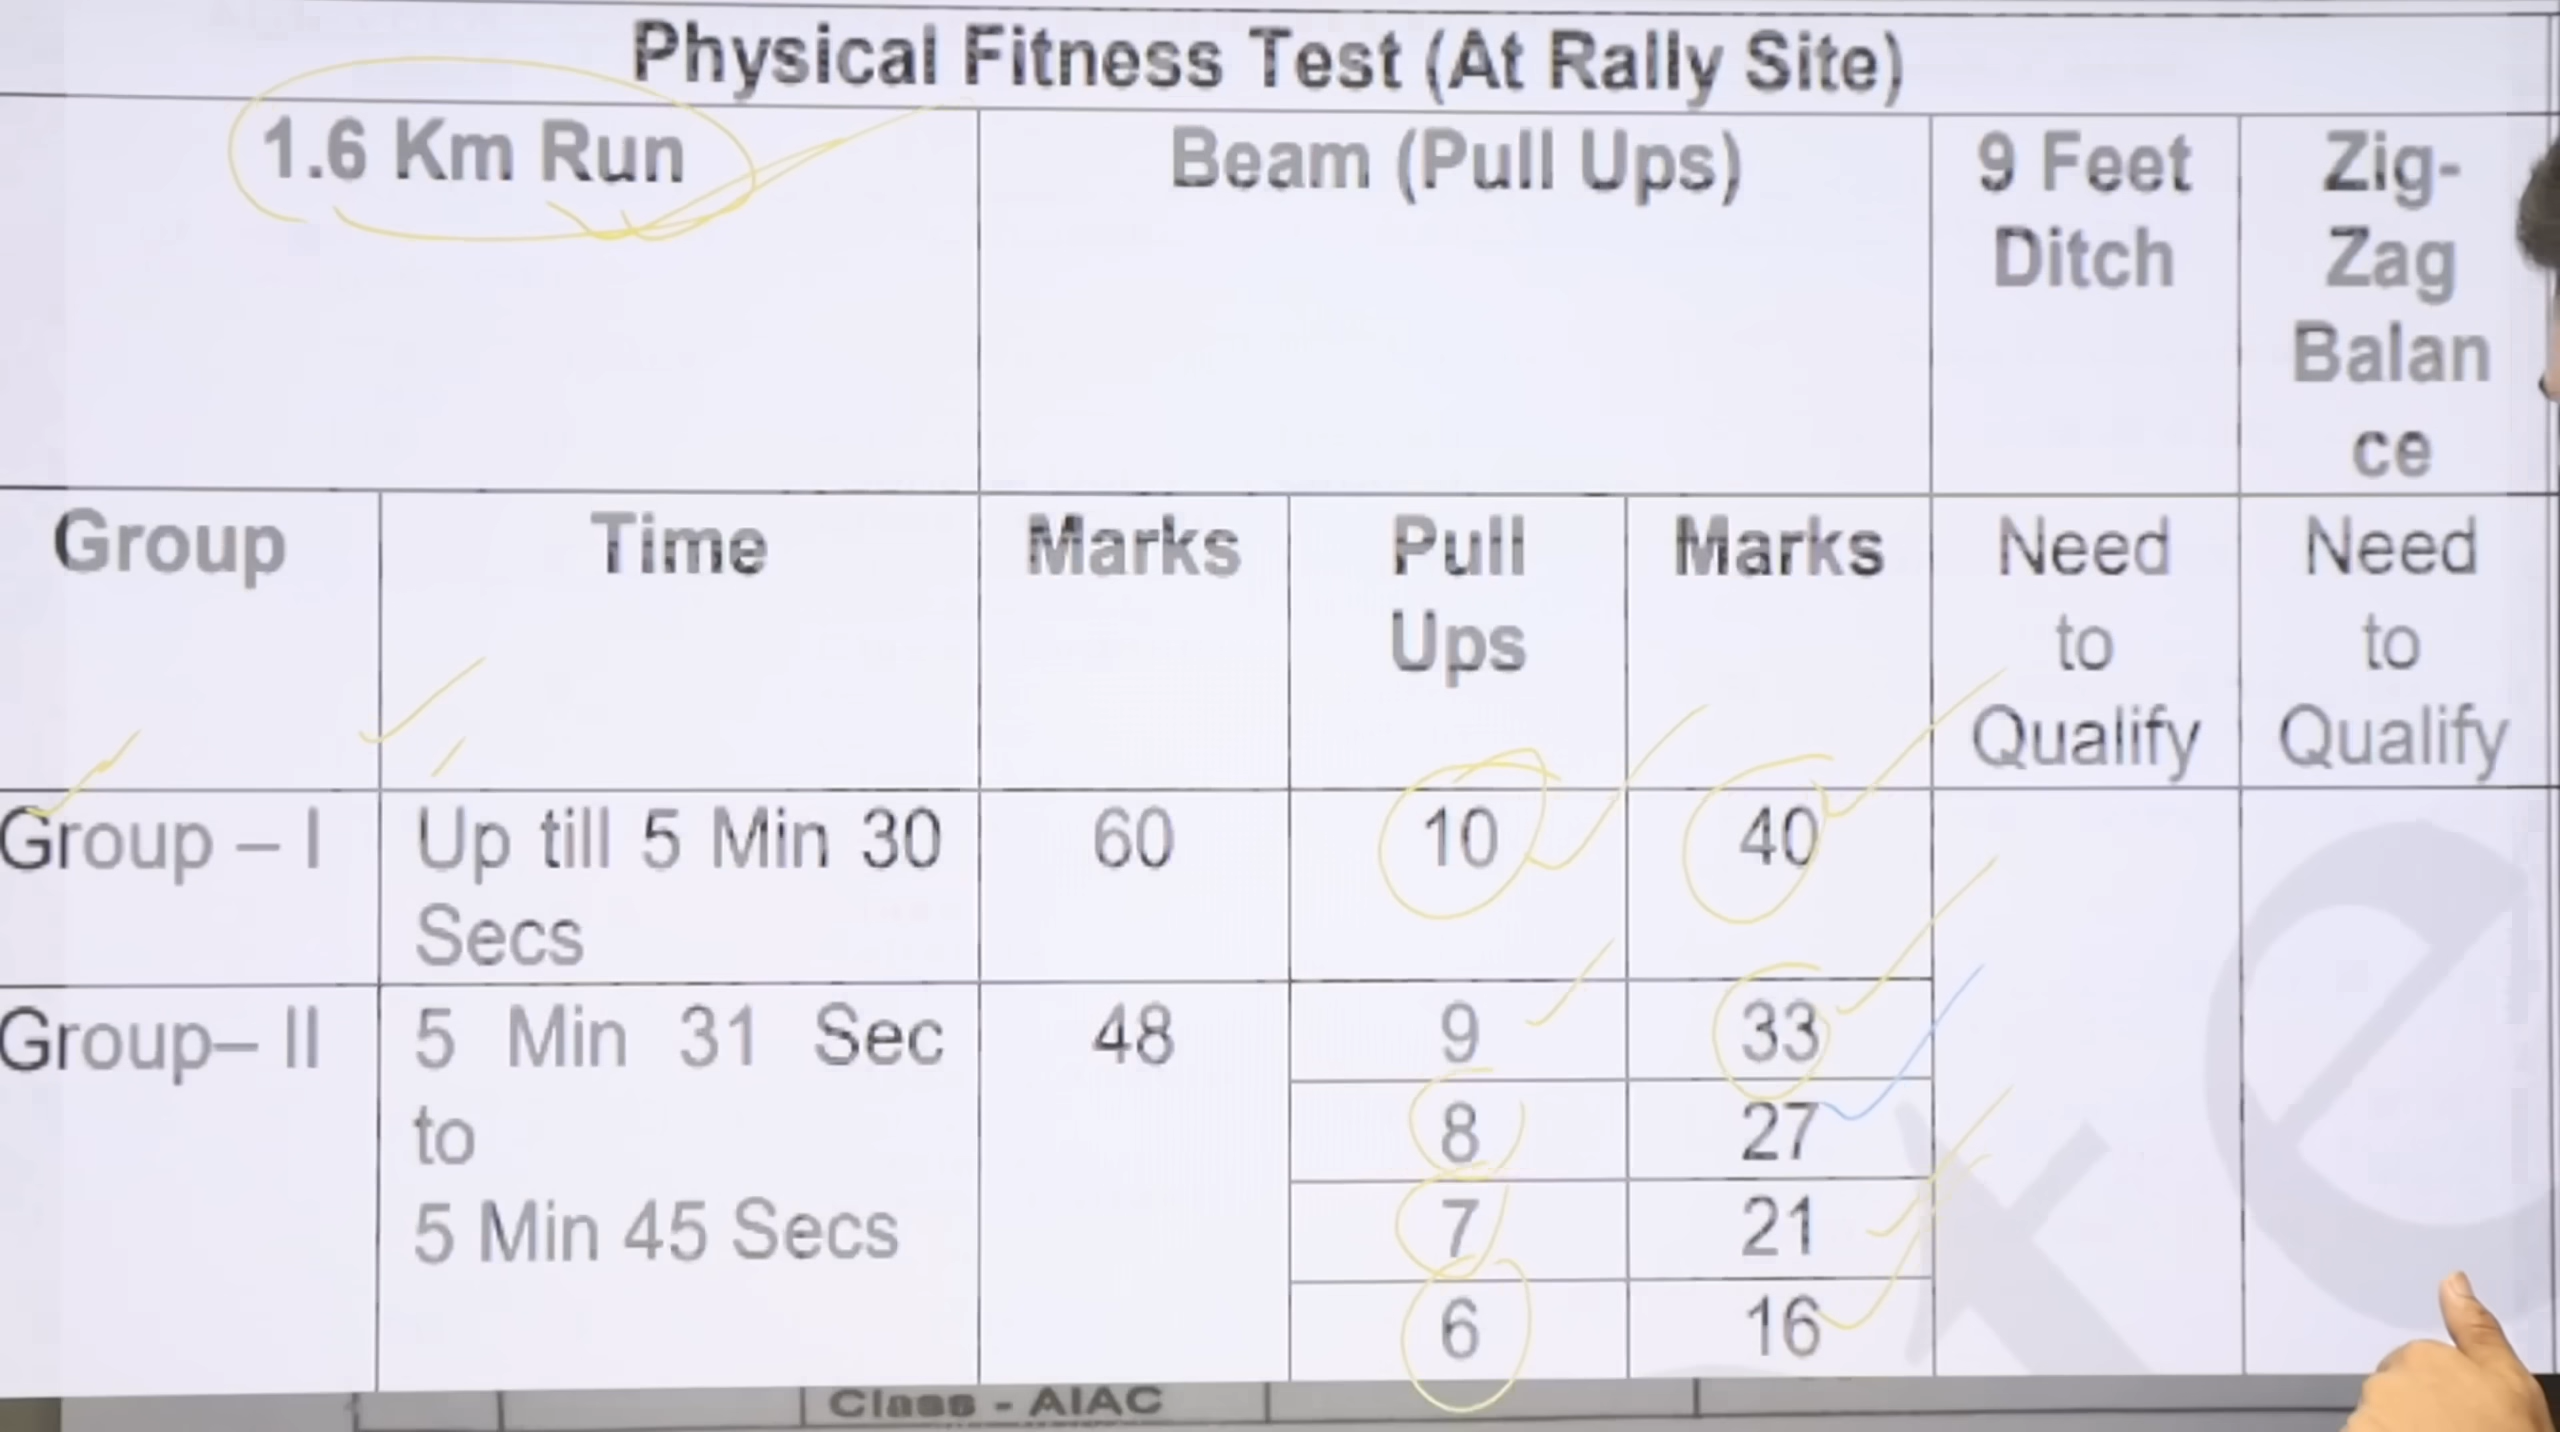 Physical Fitness Test (At Rally Site)
1.6 Km Run
Beam (Pull Ups)
9 Feet
Ditch
Zig-
Zag
Balan
ce
Group
Time
Marks
Pull
Ups
Marks
Need
to
Qualify
Need
to
Qualify
Group – I
Up till 5 Min 30
Secs
60
10
40
Group– II
5 Min 31 Sec
to
5 Min 45 Secs
48
9
33
8
27
7
21
6
16
Class - AIAC